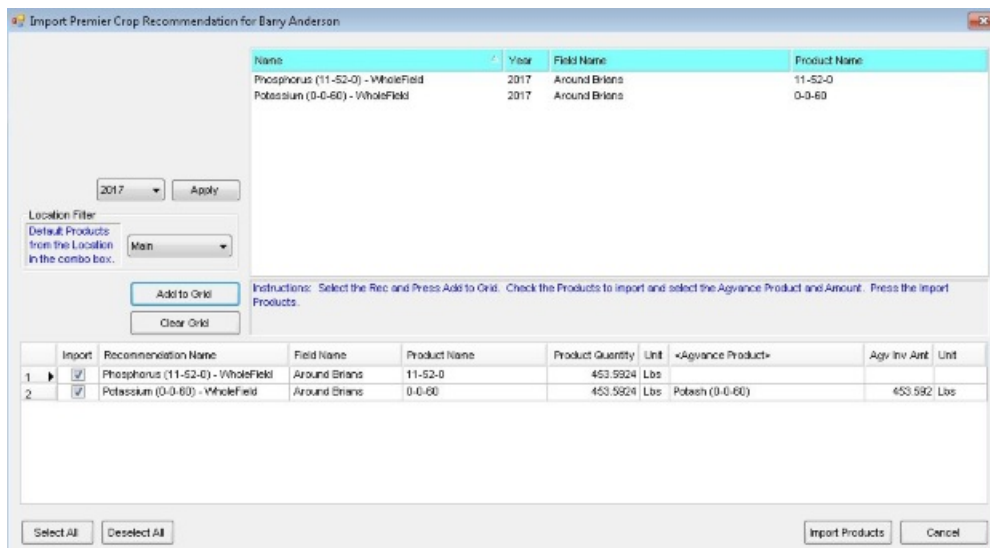 Import Premier Crop Recommendation for Barry Anderson
Name Year Field Name Product Name
Phosphorus (11-52-0) - WholeField 2017 Around Brians 11-52-0
Potassium (0-0-60) - WholeField 2017 Around Brians 0-0-60
2017 Apply
Location Filter
Default Products
from the Location
in the combo box.
Main
Add to Grid
Clear Grid
Instructions: Select the Rec and Press Add to Grid. Check the Products to import and select the Agvance Product and Amount. Press the Import
Products.
Import Recommendation Name Field Name Product Name Product Quantity Unit <Agvance Product> Agv Inv Amt Unit
1 Phosphorus (11-52-0) - WholeField Around Brians 11-52-0 453.5924 Lbs
2 Potassium (0-0-60) - WholeField Around Brians 0-0-60 453.5924 Lbs Potash (0-0-60) 453.592 Lbs
Select All Deselect All Import Products Cancel